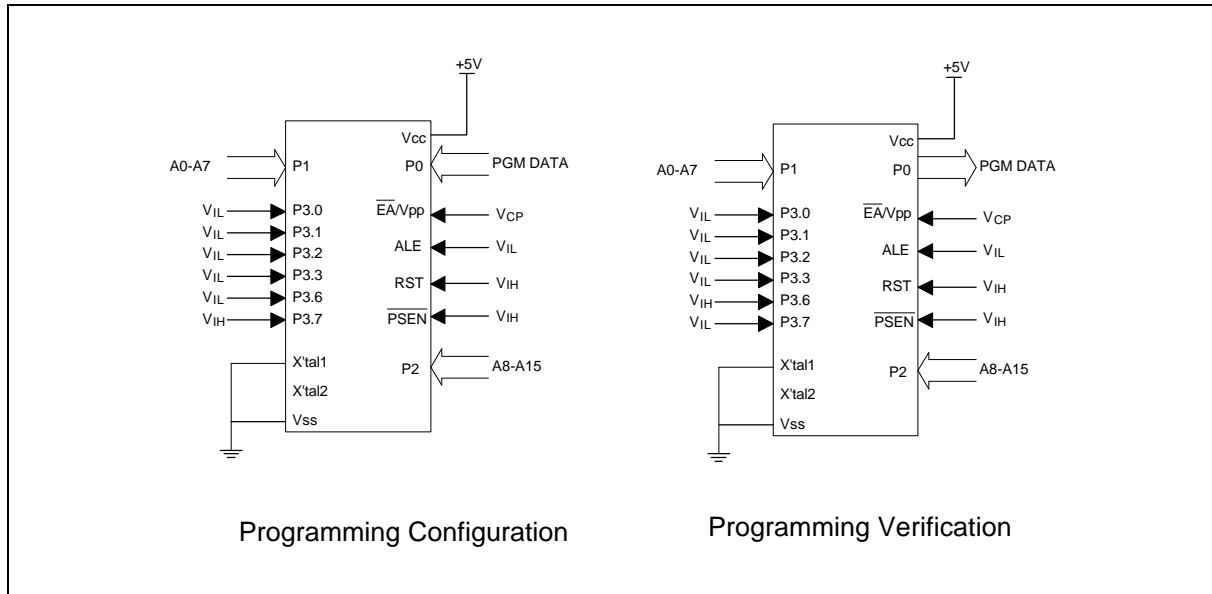 +5V
Vcc
A0-A7
P1
P0
PGM DATA
VIL
P3.0
EA/Vpp
VCP
VIL
P3.1
VIL
P3.2
ALE
VIL
VIL
P3.3
RST
VIH
VIL
P3.6
VIH
P3.7
PSEN
VIH
X'tal1
P2
A8-A15
X'tal2
Vss
Programming Configuration
+5V
Vcc
A0-A7
P1
P0
PGM DATA
VIL
P3.0
EA/Vpp
VCP
VIL
P3.1
VIL
P3.2
ALE
VIL
VIL
P3.3
RST
VIH
VIH
P3.6
VIL
P3.7
PSEN
VIH
X'tal1
P2
A8-A15
X'tal2
Vss
Programming Verification